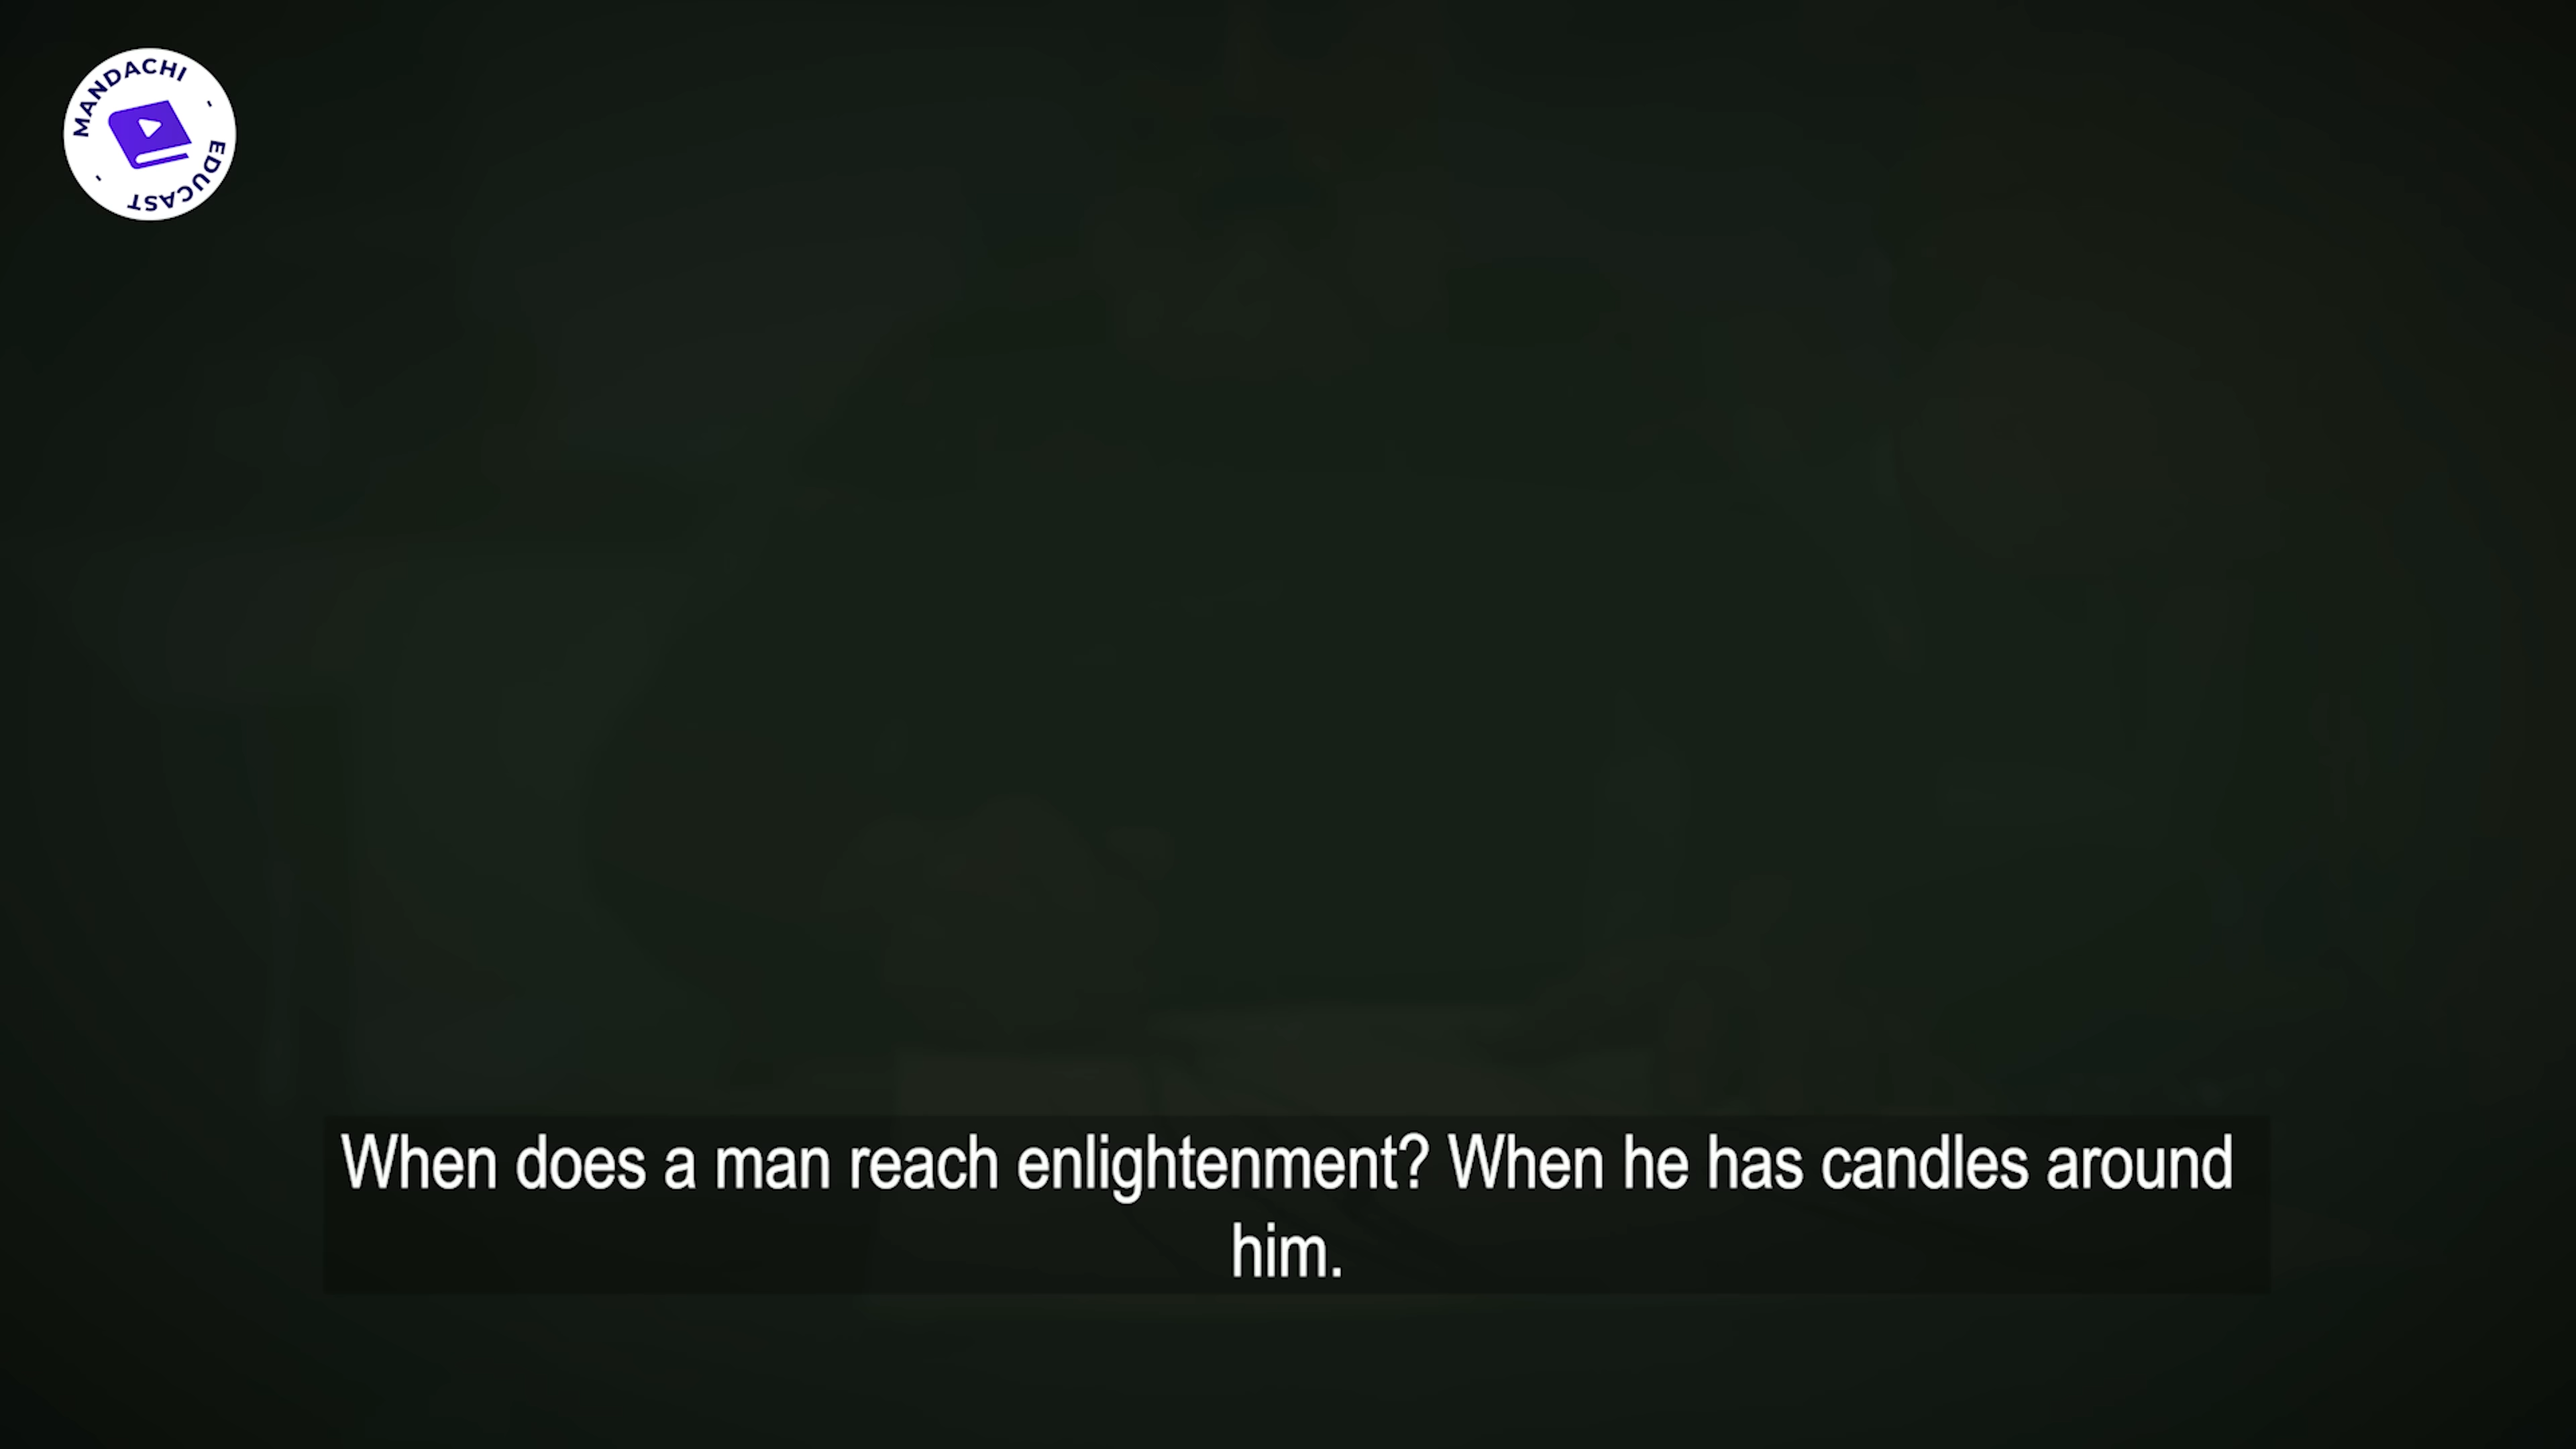 MANDACHI - EDUCAST -
When does a man reach enlightenment? When he has candles around
him.